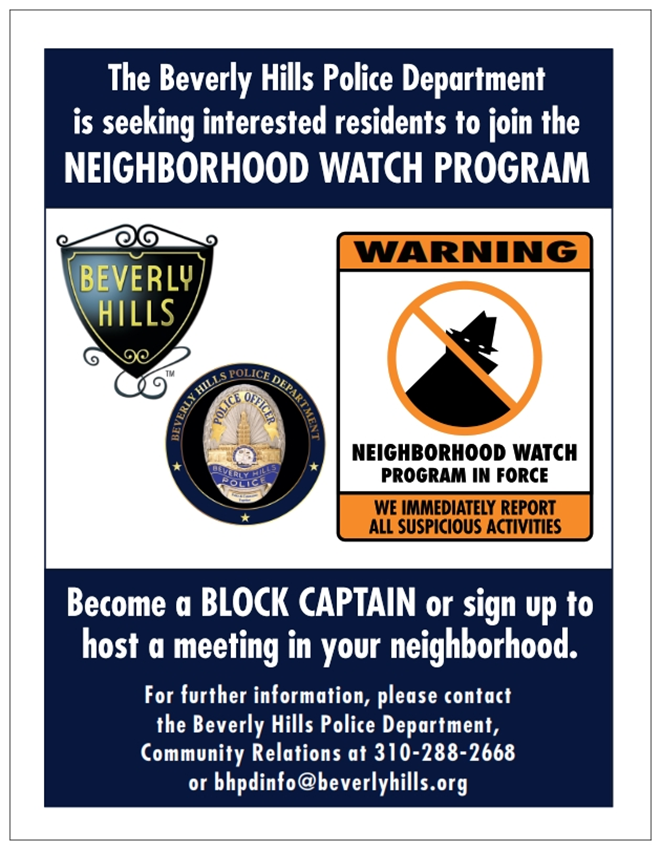 The Beverly Hills Police Department
is seeking interested residents to join the
NEIGHBORHOOD WATCH PROGRAM
BEVERLY
HILLS
TM
BEVERLY HILLS POLICE DEPARTMENT
POLICE OFFICER
BEVERLY HILLS
POLICE
WARNING
NEIGHBORHOOD WATCH
PROGRAM IN FORCE
WE IMMEDIATELY REPORT
ALL SUSPICIOUS ACTIVITIES
Become a BLOCK CAPTAIN or sign up to
host a meeting in your neighborhood.
For further information, please contact
the Beverly Hills Police Department,
Community Relations at 310-288-2668
or bhpdinfo@beverlyhills.org